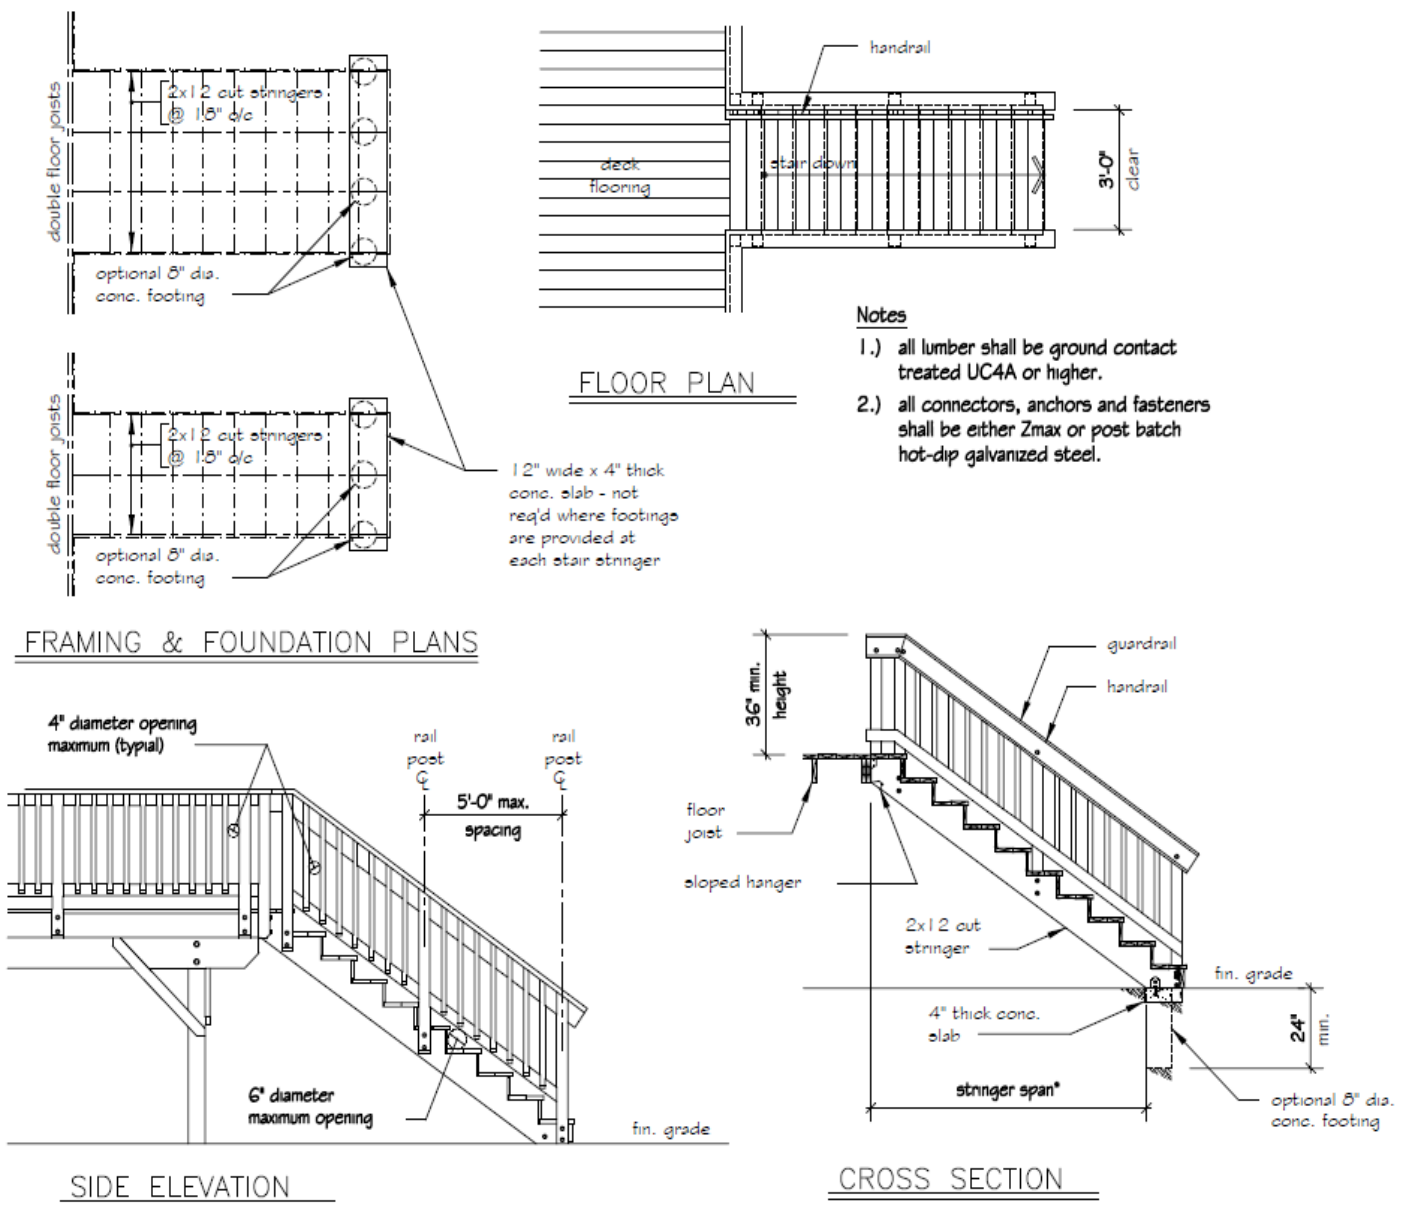 double floor joists
2x12 cut stringers
@ 18" o/c
optional 8" dia.
conc. footing
double floor joists
2x12 cut stringers
@ 18" o/c
optional 8" dia.
conc. footing
12" wide x 4" thick
conc. slab - not
req'd where footings
are provided at
each stair stringer
FRAMING & FOUNDATION PLANS
handrail
deck
flooring
stair down
3'-0"
clear
FLOOR PLAN
Notes
1.) all lumber shall be ground contact
treated UC4A or higher.
2.) all connectors, anchors and fasteners
shall be either Zmax or post batch
hot-dip galvanized steel.
4" diameter opening
maximum (typial)
rail
post
℄
rail
post
℄
5'-0" max.
spacing
6" diameter
maximum opening
fin. grade
SIDE ELEVATION
36" min.
height
guardrail
handrail
floor
joist
sloped hanger
2x12 cut
stringer
fin. grade
4" thick conc.
slab
24"
min.
stringer span*
optional 8" dia.
conc. footing
CROSS SECTION